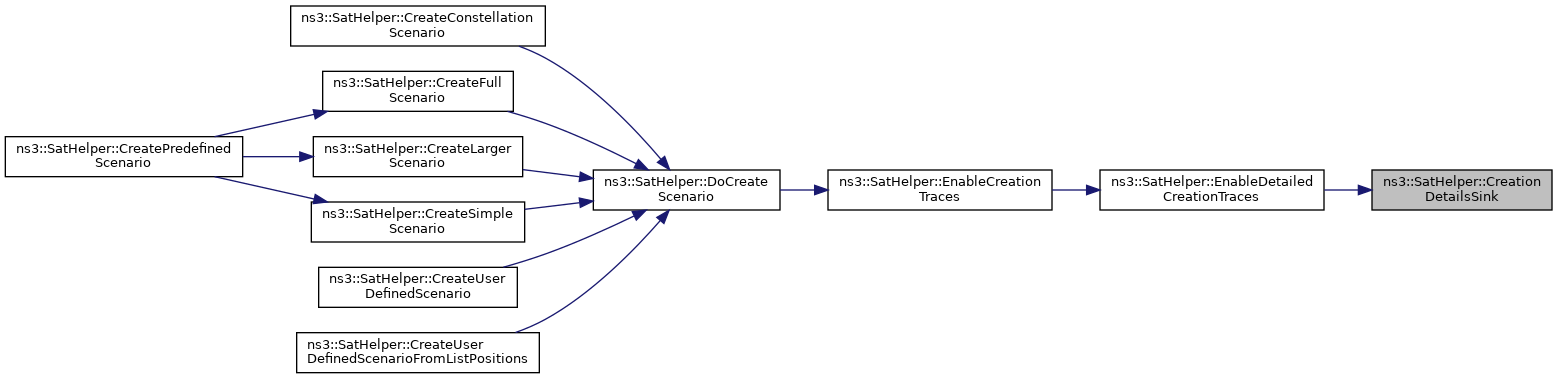 ns3::SatHelper::CreateConstellation
Scenario
ns3::SatHelper::CreateFull
Scenario
ns3::SatHelper::CreatePredefined
Scenario
ns3::SatHelper::CreateLarger
Scenario
ns3::SatHelper::CreateSimple
Scenario
ns3::SatHelper::CreateUser
DefinedScenario
ns3::SatHelper::CreateUser
DefinedScenarioFromListPositions
ns3::SatHelper::DoCreate
Scenario
ns3::SatHelper::EnableCreation
Traces
ns3::SatHelper::EnableDetailed
CreationTraces
ns3::SatHelper::Creation
DetailsSink